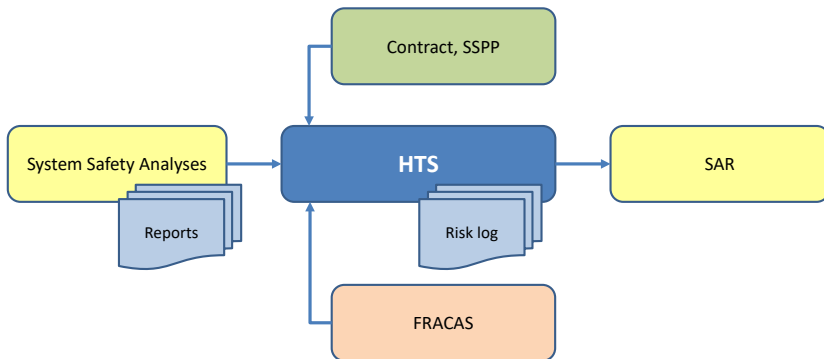 Contract, SSPP
System Safety Analyses
HTS
SAR
Reports
Risk log
FRACAS